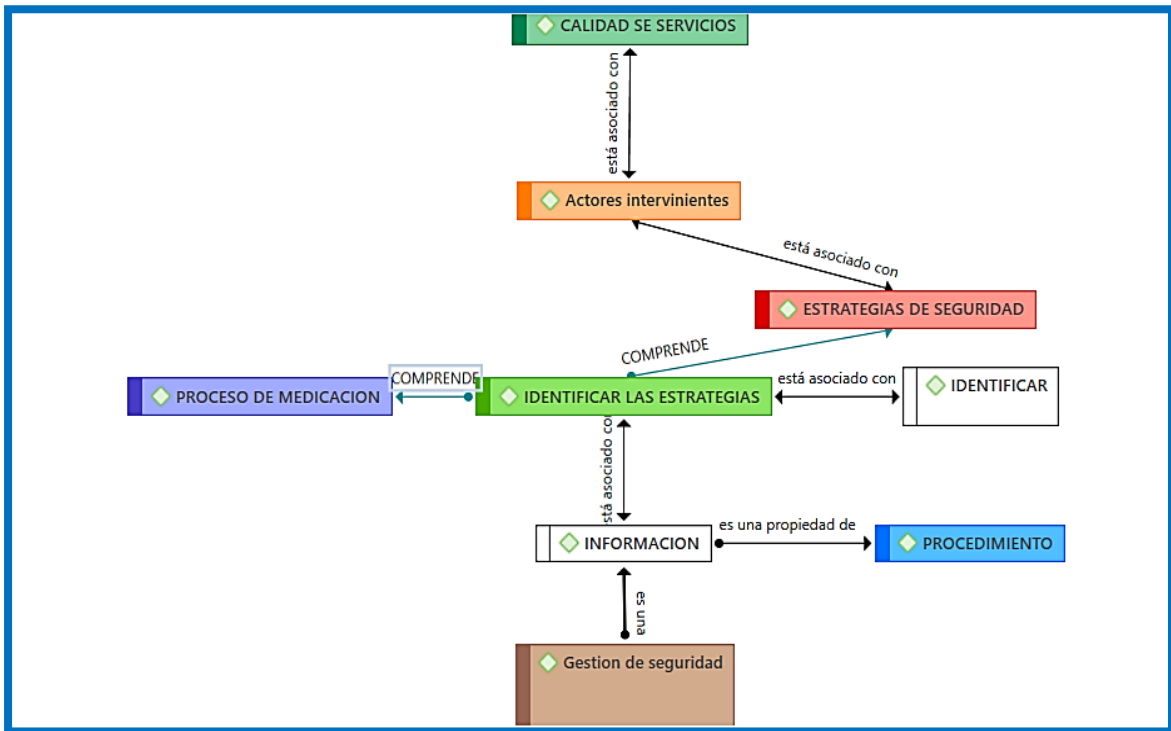 CALIDAD SE SERVICIOS
está asociado con
Actores intervinientes
está asociado con
ESTRATEGIAS DE SEGURIDAD
COMPRENDE
COMPRENDE
PROCESO DE MEDICACION
IDENTIFICAR LAS ESTRATEGIAS
está asociado con
IDENTIFICAR
está asociado con
INFORMACION
es una propiedad de
PROCEDIMIENTO
es una
Gestion de seguridad